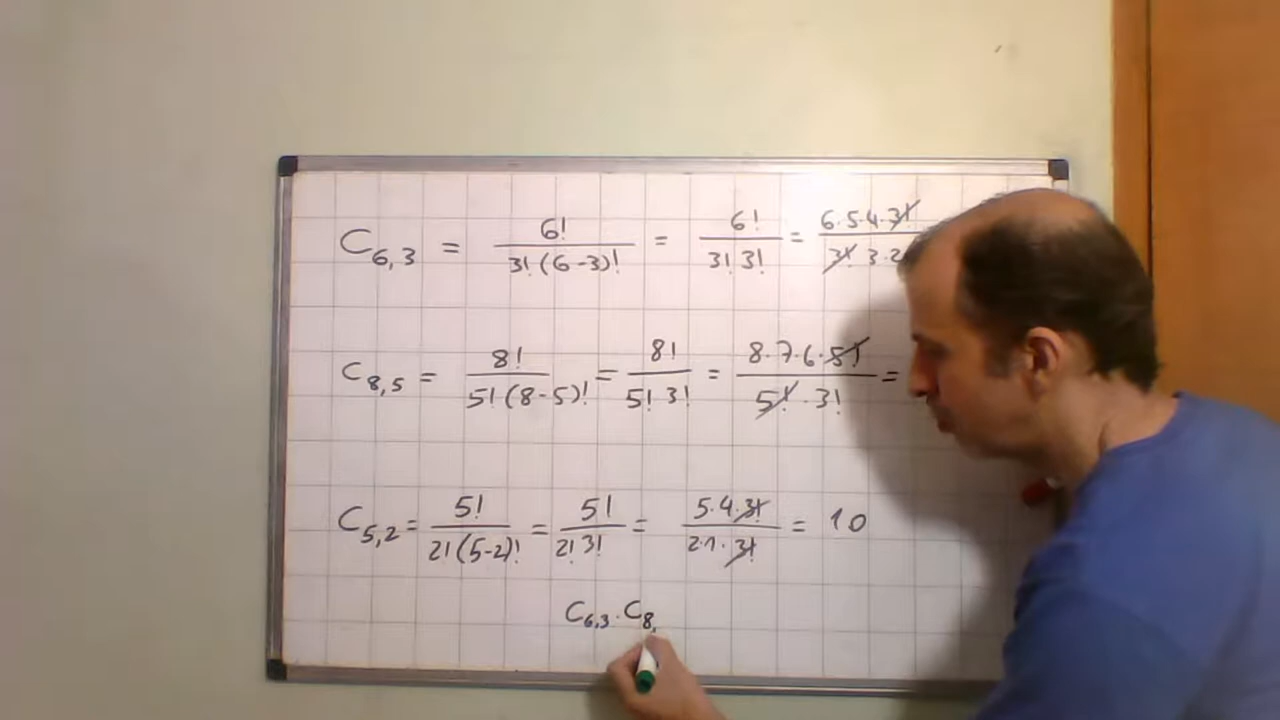 C6,3 = 6! / 3!(6-3)! = 6! / 3! 3! = 6·5·4·3! / 3! 3·2
C8,5 = 8! / 5!(8-5)! = 8! / 5! 3! = 8·7·6·5! / 5!·3! =
C5,2 = 5! / 2!(5-2)! = 5! / 2! 3! = 5·4·3! / 2·1·3! = 10
C6,3 · C8,